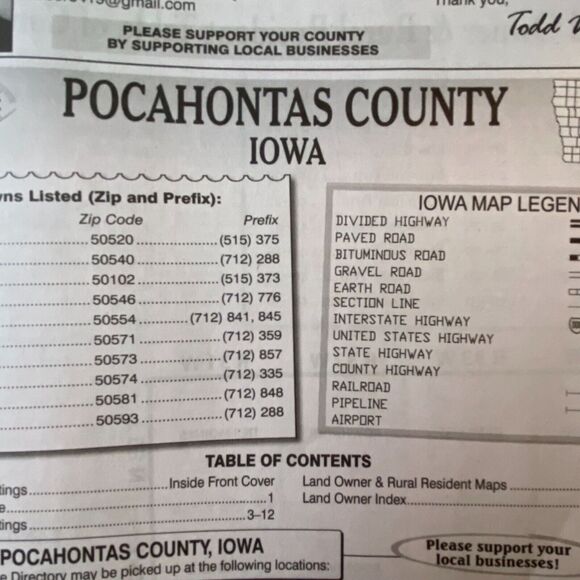 @gmail.com
Thank you,
Todd
PLEASE SUPPORT YOUR COUNTY
BY SUPPORTING LOCAL BUSINESSES
POCAHONTAS COUNTY
IOWA
wns Listed (Zip and Prefix):
Zip Code Prefix
50520 (515) 375
50540 (712) 288
50102 (515) 373
50546 (712) 776
50554 (712) 841, 845
50571 (712) 359
50573 (712) 857
50574 (712) 335
50581 (712) 848
50593 (712) 288
IOWA MAP LEGEN
DIVIDED HIGHWAY
PAVED ROAD
BITUMINOUS ROAD
GRAVEL ROAD
EARTH ROAD
SECTION LINE
INTERSTATE HIGHWAY
UNITED STATES HIGHWAY
STATE HIGHWAY
COUNTY HIGHWAY
RAILROAD
PIPELINE
AIRPORT
TABLE OF CONTENTS
tings Inside Front Cover
e 1
tings 3–12
Land Owner & Rural Resident Maps
Land Owner Index
POCAHONTAS COUNTY, IOWA
e Directory may be picked up at the following locations:
Please support your
local businesses!